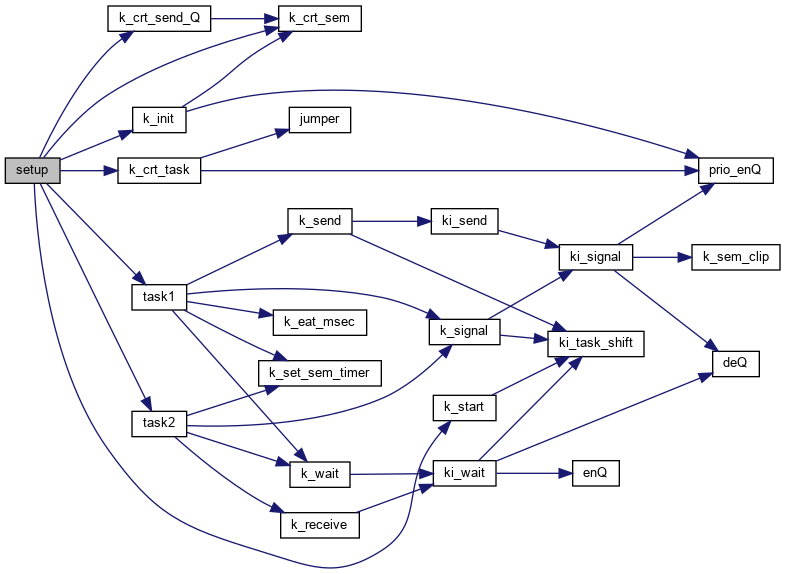 k_crt_send_Q
k_crt_sem
k_init
jumper
setup
k_crt_task
prio_enQ
k_send
ki_send
ki_signal
k_sem_clip
task1
k_eat_msec
k_signal
ki_task_shift
k_set_sem_timer
deQ
k_start
task2
k_wait
ki_wait
enQ
k_receive